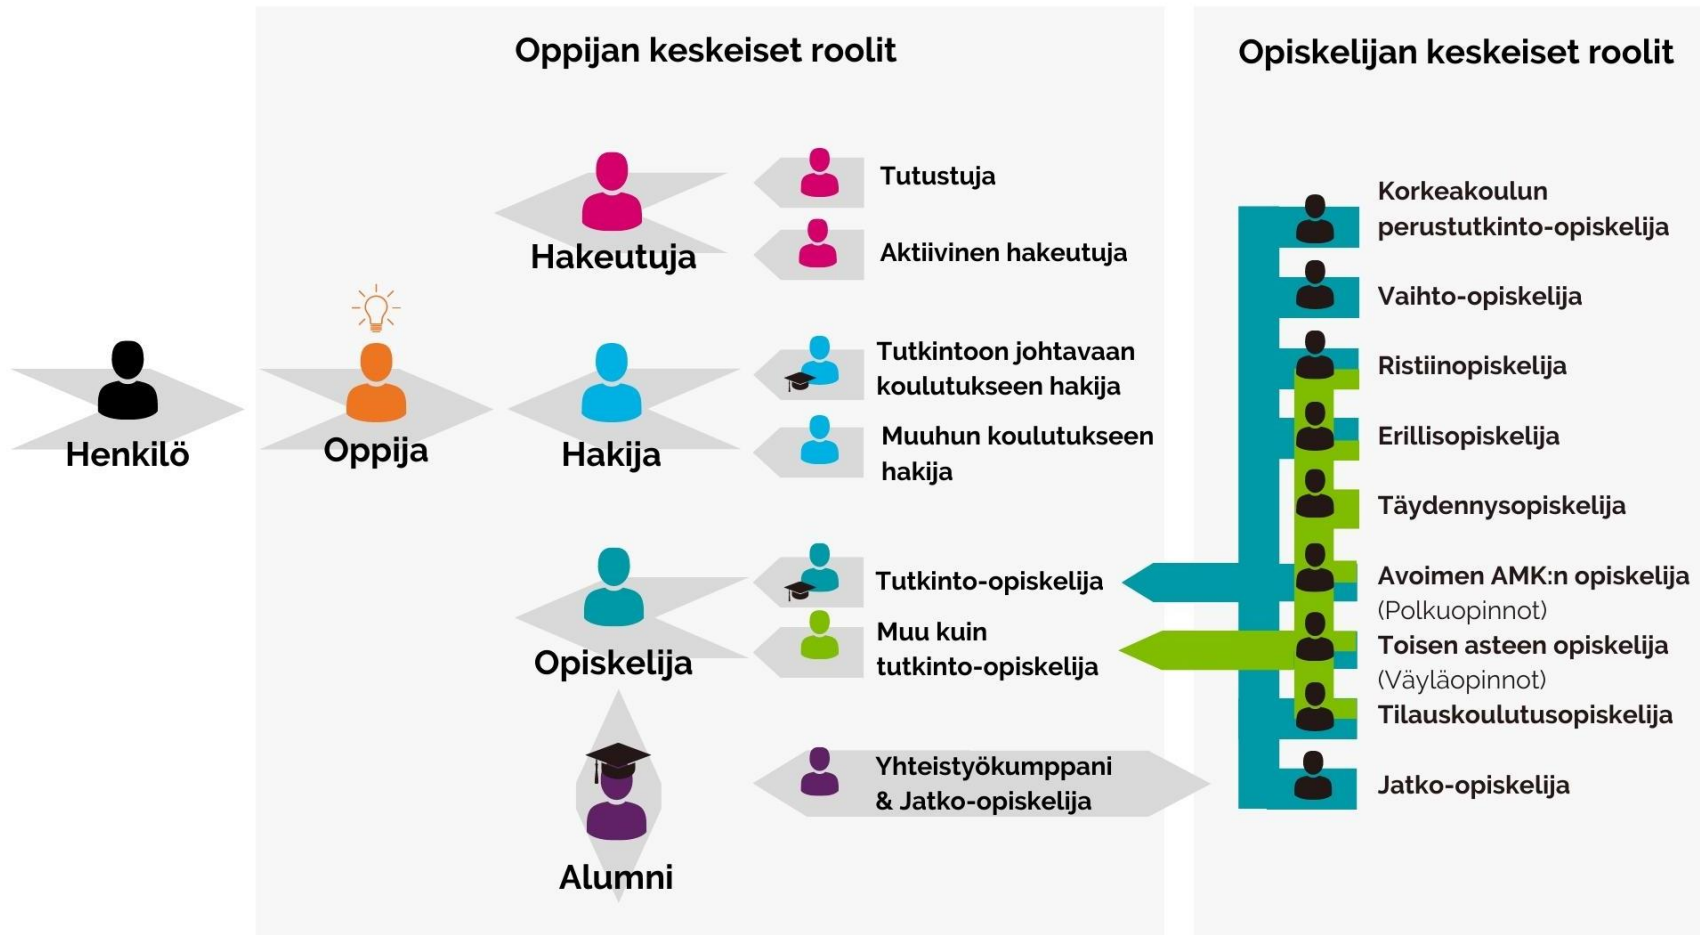 Oppijan keskeiset roolit
Opiskelijan keskeiset roolit
Henkilö
Oppija
Hakeutuja
Tutustuja
Aktiivinen hakeutuja
Hakija
Tutkintoon johtavaan
koulutukseen hakija
Muuhun koulutukseen
hakija
Opiskelija
Tutkinto-opiskelija
Muu kuin
tutkinto-opiskelija
Alumni
Yhteistyökumppani
& Jatko-opiskelija
Korkeakoulun
perustutkinto-opiskelija
Vaihto-opiskelija
Ristiinopiskelija
Erillisopiskelija
Täydennysopiskelija
Avoimen AMK:n opiskelija
(Polkuopinnot)
Toisen asteen opiskelija
(Väyläopinnot)
Tilauskoulutusopiskelija
Jatko-opiskelija